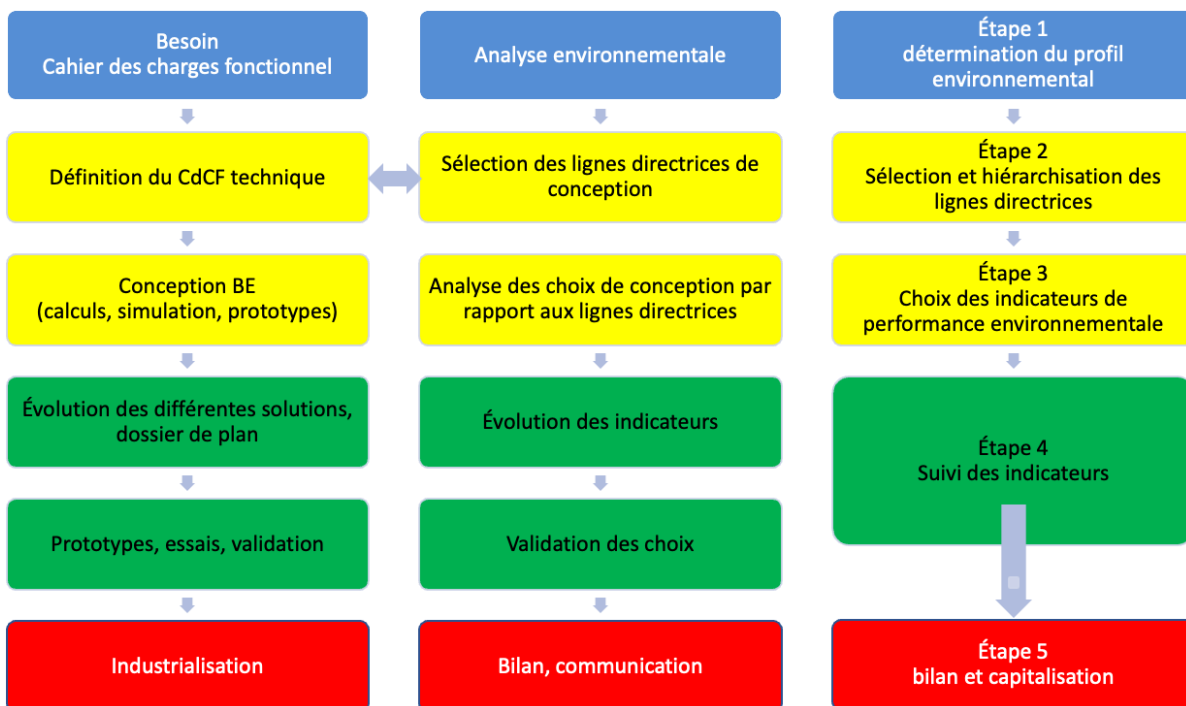 Besoin
Cahier des charges fonctionnel
Définition du CdCF technique
Conception BE
(calculs, simulation, prototypes)
Évolution des différentes solutions,
dossier de plan
Prototypes, essais, validation
Industrialisation
Analyse environnementale
Sélection des lignes directrices de
conception
Analyse des choix de conception par
rapport aux lignes directrices
Évolution des indicateurs
Validation des choix
Bilan, communication
Étape 1
détermination du profil
environnemental
Étape 2
Sélection et hiérarchisation des
lignes directrices
Étape 3
Choix des indicateurs de
performance environnementale
Étape 4
Suivi des indicateurs
Étape 5
bilan et capitalisation